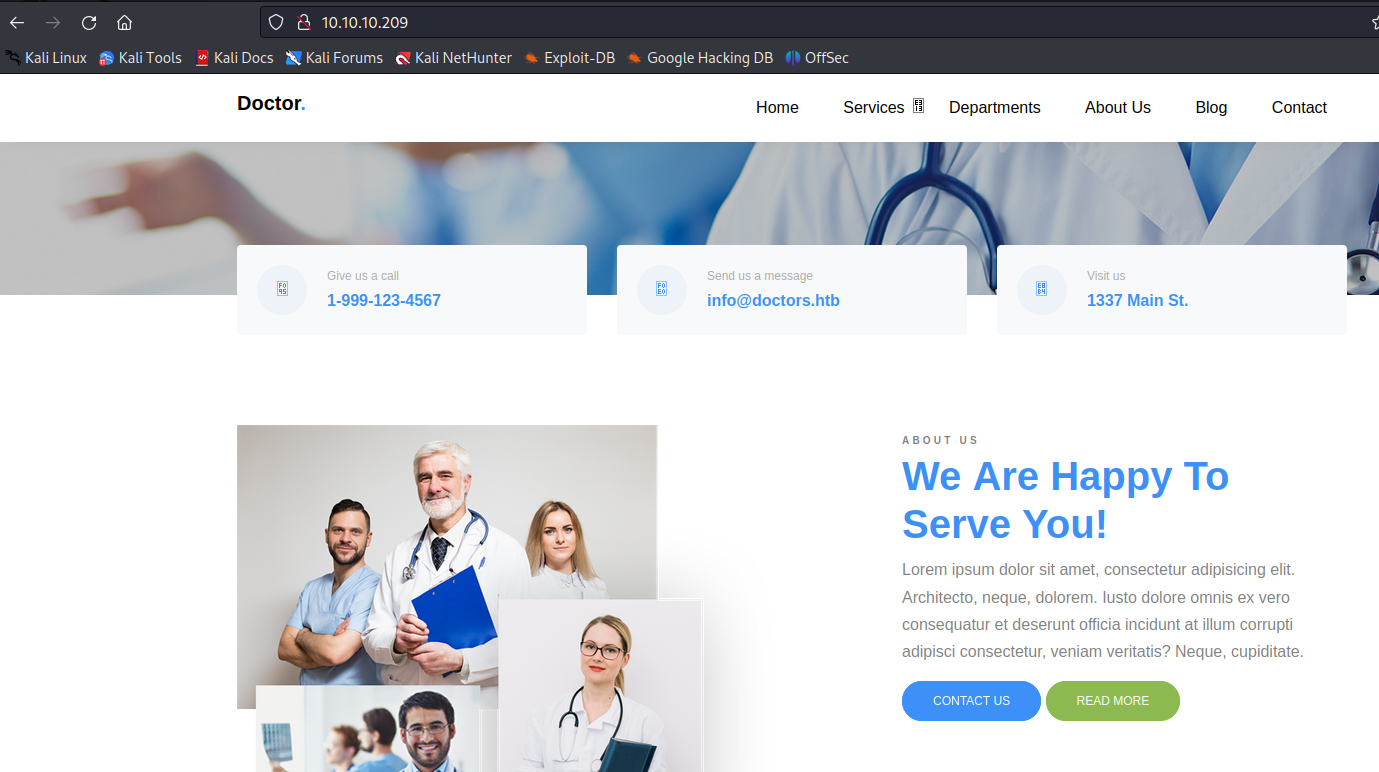 10.10.10.209
Kali Linux Kali Tools Kali Docs Kali Forums Kali NetHunter Exploit-DB Google Hacking DB OffSec
Doctor.
Home Services Departments About Us Blog Contact
Give us a call
1-999-123-4567
Send us a message
info@doctors.htb
Visit us
1337 Main St.
ABOUT US
We Are Happy To
Serve You!
Lorem ipsum dolor sit amet, consectetur adipisicing elit.
Architecto, neque, dolorem. Iusto dolore omnis ex vero
consequatur et deserunt officia incidunt at illum corrupti
adipisci consectetur, veniam veritatis? Neque, cupiditate.
CONTACT US READ MORE